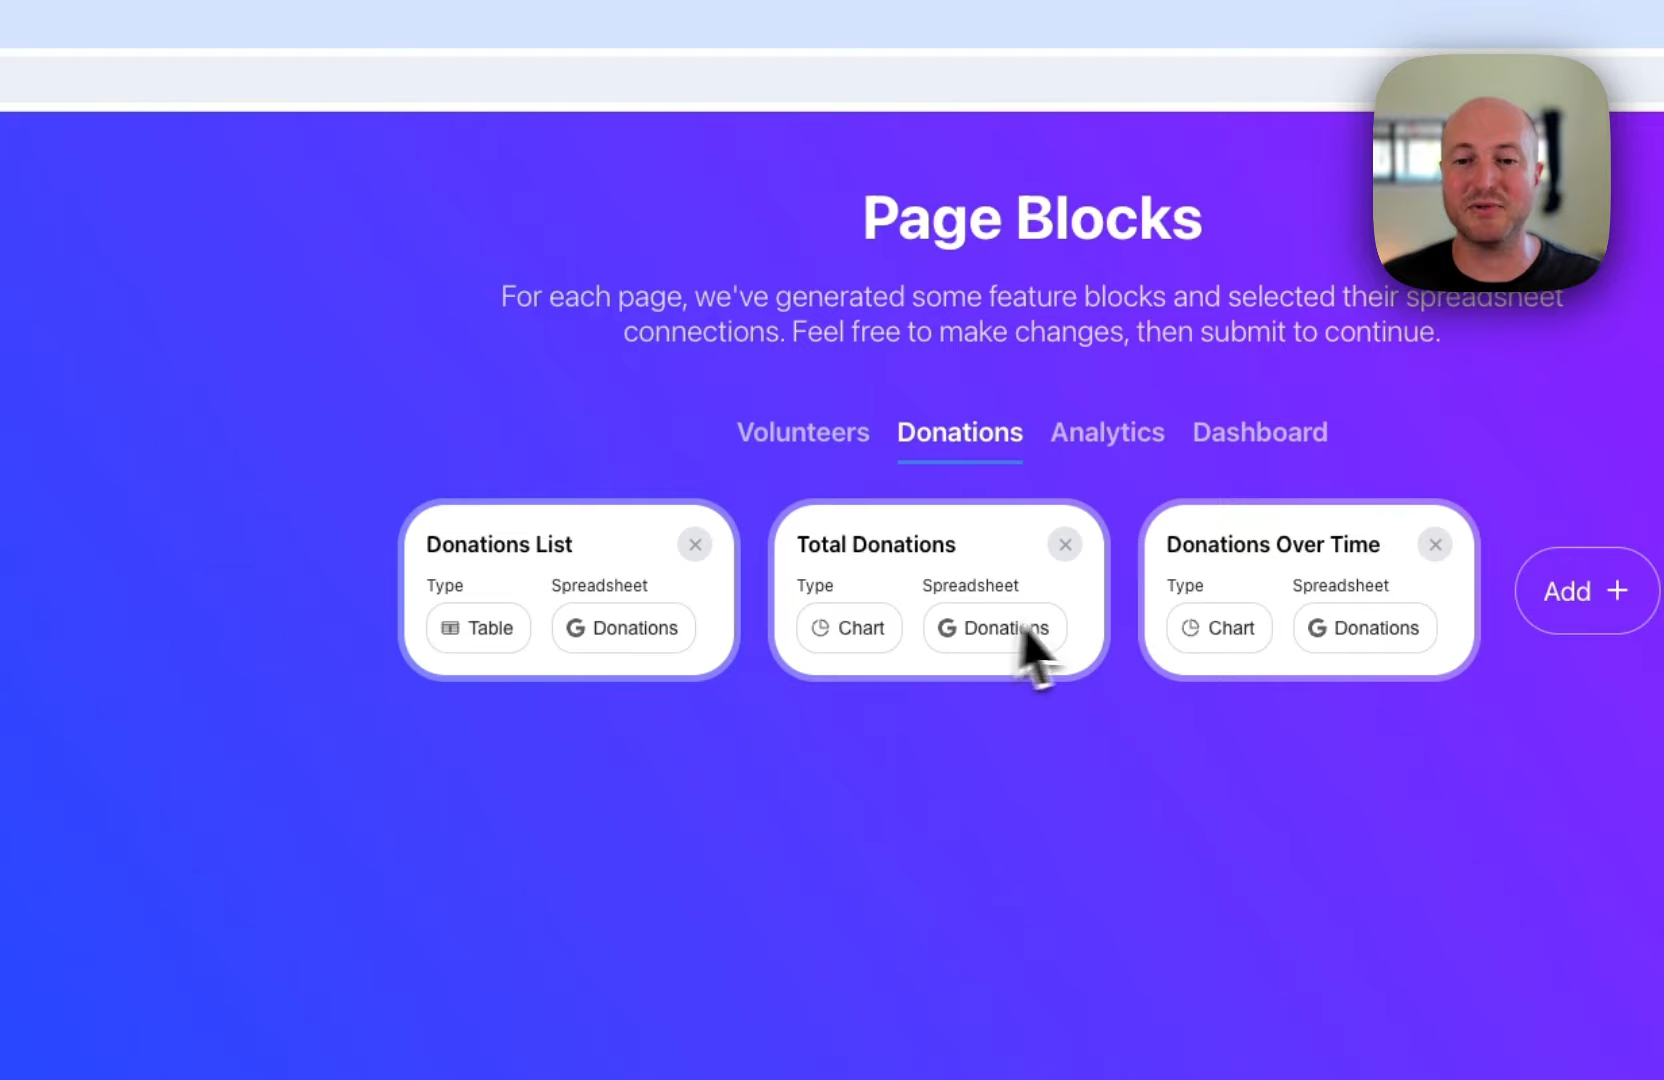 Page Blocks
For each page, we've generated some feature blocks and selected their spreadsheet
connections. Feel free to make changes, then submit to continue.
Volunteers Donations Analytics Dashboard
Donations List
Type Spreadsheet
Table Donations
Total Donations
Type Spreadsheet
Chart Donations
Donations Over Time
Type Spreadsheet
Chart Donations
Add +